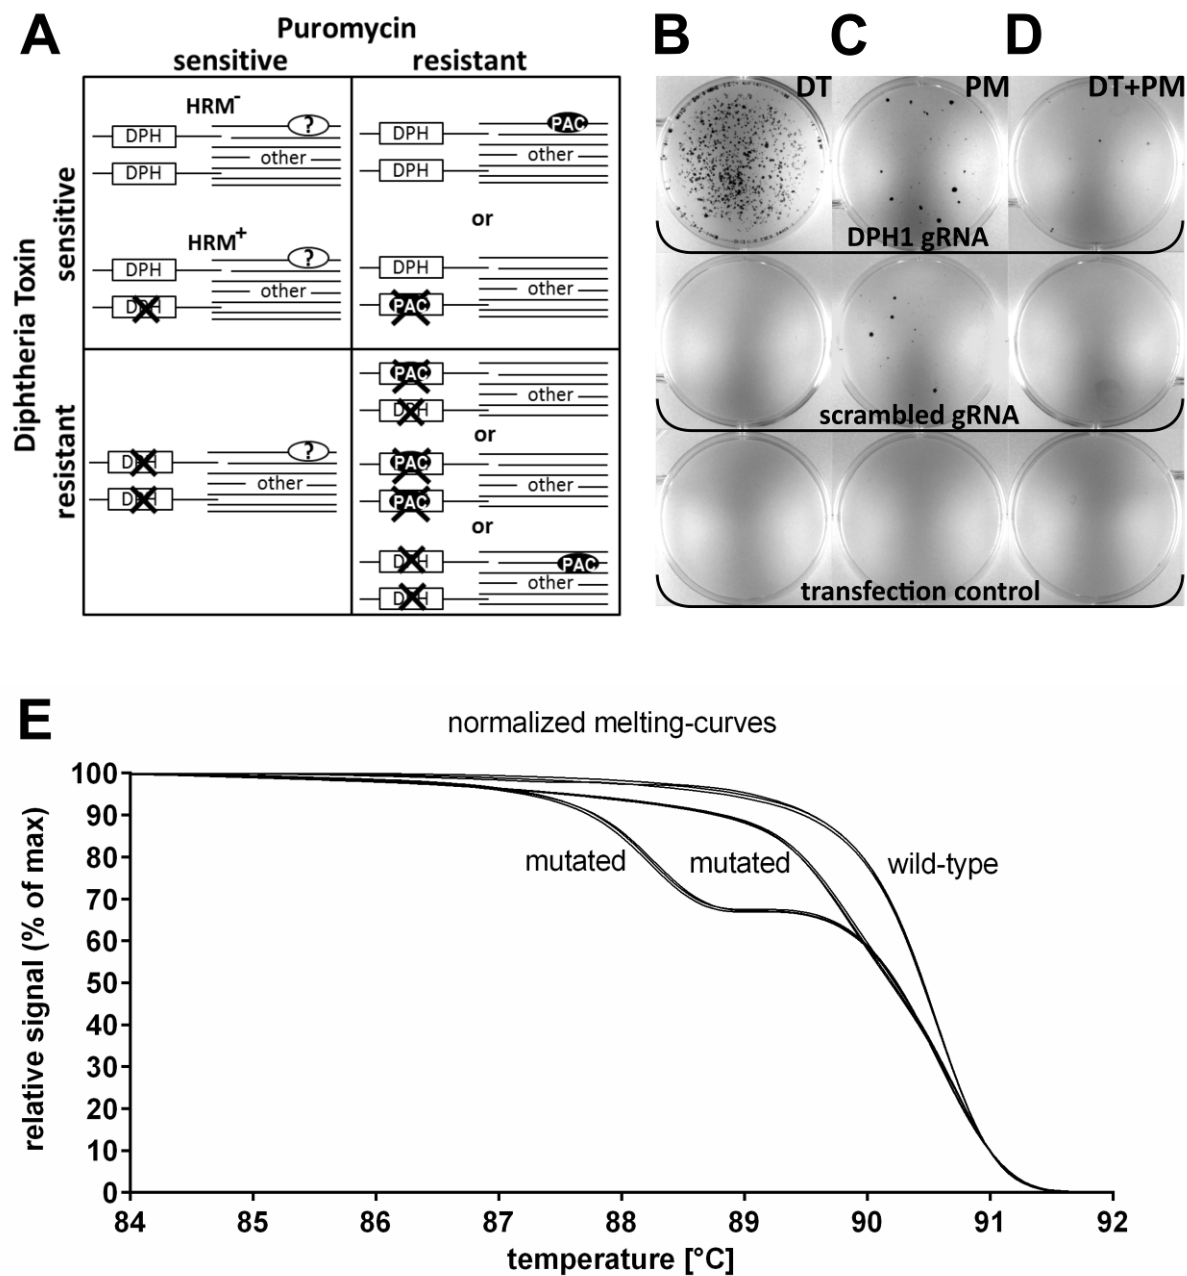 A
Puromycin
sensitive
resistant
Diphtheria Toxin
sensitive
resistant
HRM-
DPH
?
other
DPH
HRM+
DPH
?
other
DPH
DPH
PAC
other
DPH
or
DPH
other
PAC
DPH
?
other
DPH
PAC
other
DPH
or
PAC
other
PAC
or
DPH
PAC
other
DPH
B
C
D
DT
PM
DT+PM
DPH1 gRNA
scrambled gRNA
transfection control
E
normalized melting-curves
relative signal (% of max)
100
90
80
70
60
50
40
30
20
10
0
mutated
mutated
wild-type
84
85
86
87
88
89
90
91
92
temperature [°C]